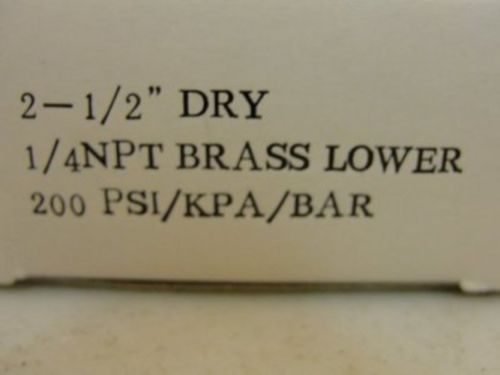 2-1/2" DRY
1/4NPT BRASS LOWER
200 PSI/KPA/BAR